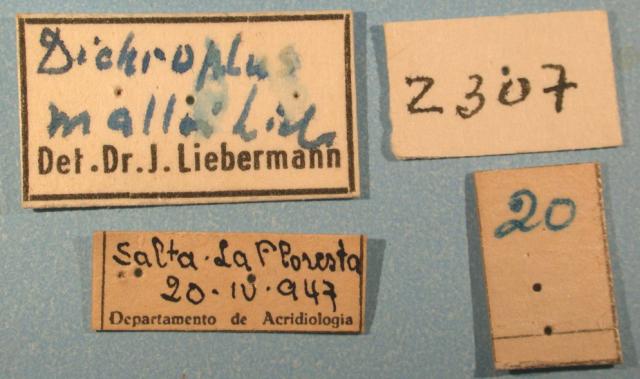 Dichroplus
Det. Dr. J. Liebermann
2307
Salta. La Floresta
20. IV. 947
Departamento de Acridiologia
20